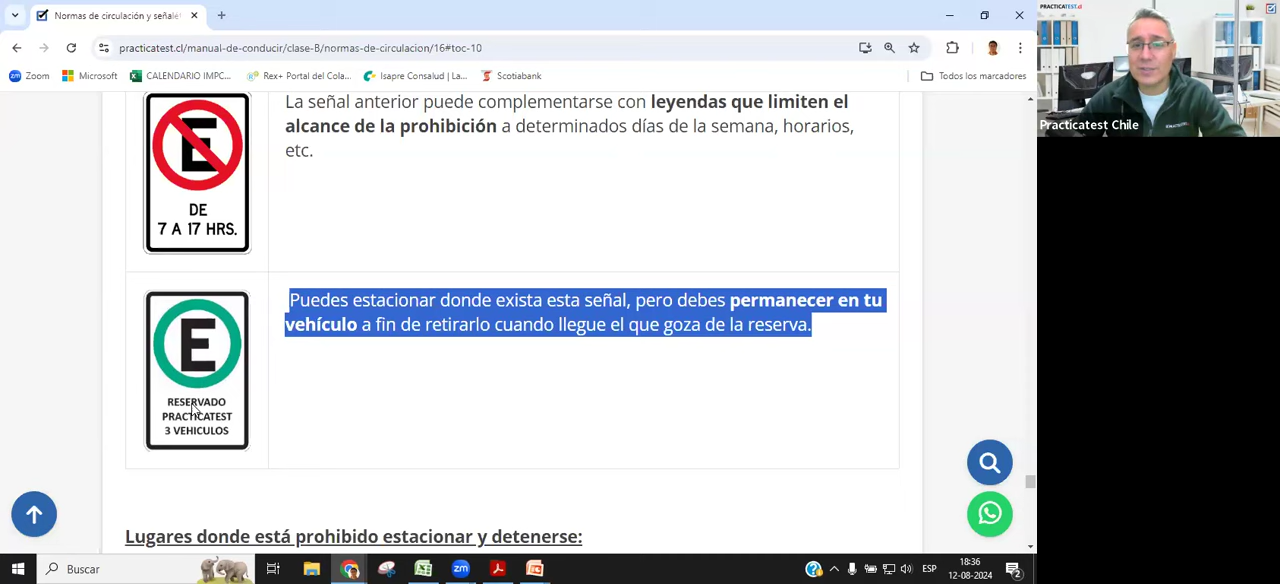 Normas de circulación y señalét
practicatest.cl/manual-de-conducir/clase-B/normas-de-circulacion/16#toc-10
Zoom
Microsoft
CALENDARIO IMPC...
Rex+ Portal del Cola...
Isapre Consalud | La...
Scotiabank
Todos los marcadores
PRACTICATEST.cl
Practicatest Chile
La señal anterior puede complementarse con leyendas que limiten el
alcance de la prohibición a determinados días de la semana, horarios,
etc.
E
DE
7 A 17 HRS.
Puedes estacionar donde exista esta señal, pero debes permanecer en tu
vehículo a fin de retirarlo cuando llegue el que goza de la reserva.
E
RESERVADO
PRACTICATEST
3 VEHICULOS
Lugares donde está prohibido estacionar y detenerse:
Buscar
ESP
18:36
12-08-2024
2